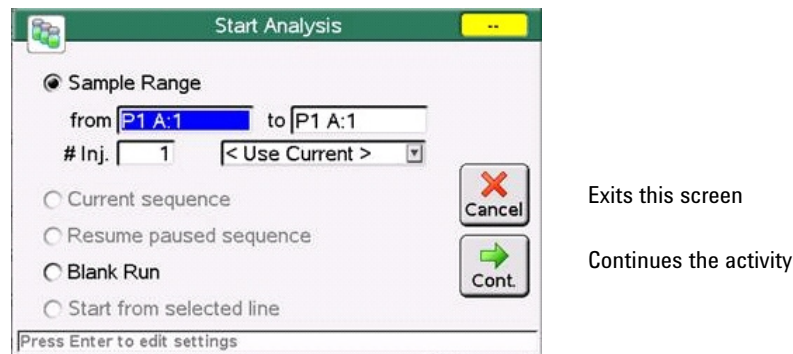 Start Analysis --
Sample Range
from P1 A:1 to P1 A:1
# Inj. 1 < Use Current >
Current sequence
Resume paused sequence
Blank Run
Start from selected line
Cancel
Cont.
Press Enter to edit settings
Exits this screen
Continues the activity